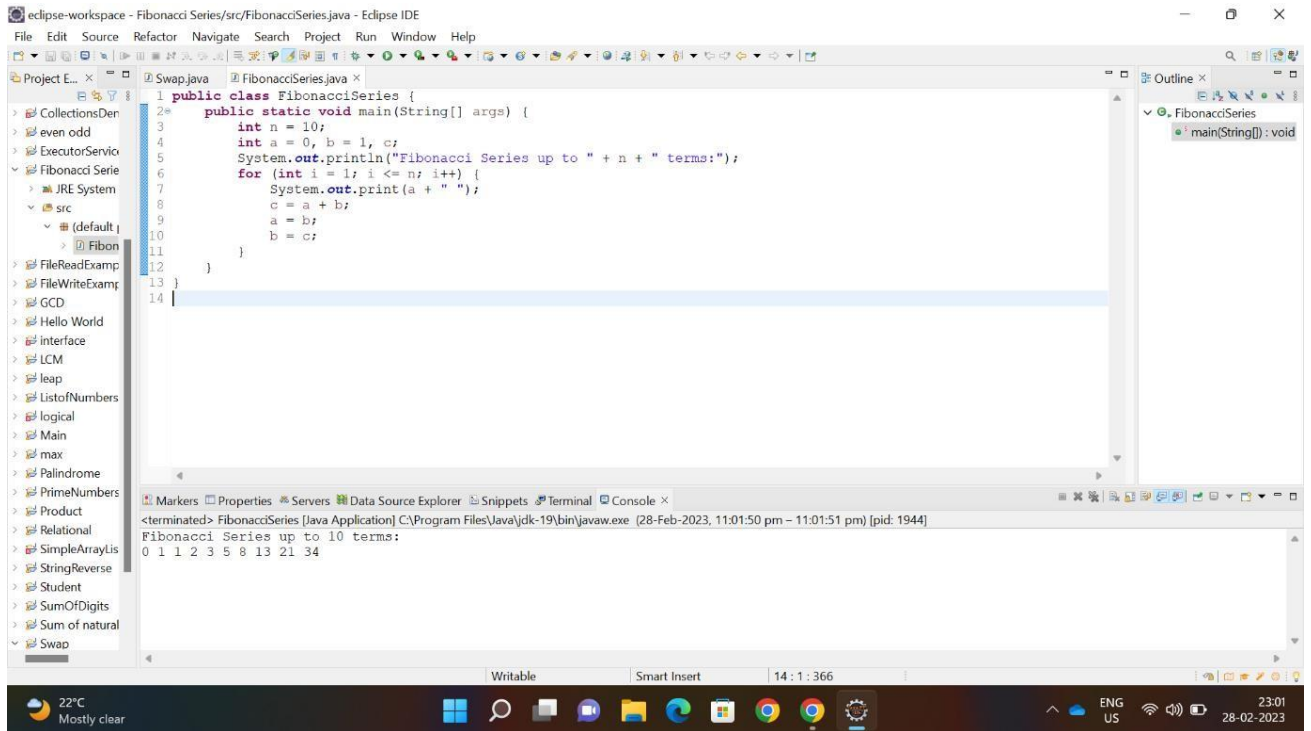 eclipse-workspace - Fibonacci Series/src/FibonacciSeries.java - Eclipse IDE
File Edit Source Refactor Navigate Search Project Run Window Help
Project E...
Swap.java
FibonacciSeries.java
Outline
CollectionsDen
even odd
ExecutorService
Fibonacci Serie
JRE System
src
(default p
Fibon
FileReadExamp
FileWriteExamp
GCD
Hello World
interface
LCM
leap
ListofNumbers
logical
Main
max
Palindrome
PrimeNumbers
Product
Relational
SimpleArrayLis
StringReverse
Student
SumOfDigits
Sum of natural
Swap
1 public class FibonacciSeries {
2 public static void main(String[] args) {
3 int n = 10;
4 int a = 0, b = 1, c;
5 System.out.println("Fibonacci Series up to " + n + " terms:");
6 for (int i = 1; i <= n; i++) {
7 System.out.print(a + " ");
8 c = a + b;
9 a = b;
10 b = c;
11 }
12 }
13 }
14
FibonacciSeries
main(String[]) : void
Markers Properties Servers Data Source Explorer Snippets Terminal Console
<terminated> FibonacciSeries [Java Application] C:\Program Files\Java\jdk-19\bin\javaw.exe (28-Feb-2023, 11:01:50 pm – 11:01:51 pm) [pid: 1944]
Fibonacci Series up to 10 terms:
0 1 1 2 3 5 8 13 21 34
Writable Smart Insert 14 : 1 : 366
22°C
Mostly clear
ENG
US
23:01
28-02-2023